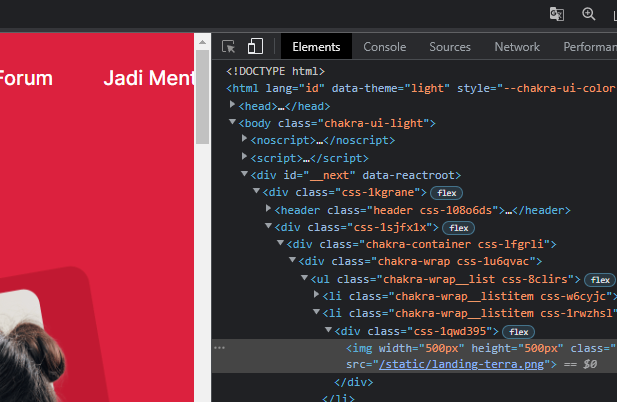 Elements Console Sources Network Performan
Forum Jadi Ment
<!DOCTYPE html>
<html lang="id" data-theme="light" style="--chakra-ui-color
<head>…</head>
<body class="chakra-ui-light">
<noscript>…</noscript>
<script>…</script>
<div id="__next" data-reactroot>
<div class="css-1kgrane"> flex
<header class="header css-108o6ds">…</header>
<div class="css-1sjfx1x"> flex
<div class="chakra-container css-lfgrli">
<div class="chakra-wrap css-1u6qvac">
<ul class="chakra-wrap__list css-8clirs"> flex
<li class="chakra-wrap__listitem css-w6cyjc">
<li class="chakra-wrap__listitem css-1rwzhsl"
<div class="css-1qwd395"> flex
… <img width="500px" height="500px" class="
src="/static/landing-terra.png"> == $0
</div>
</li>